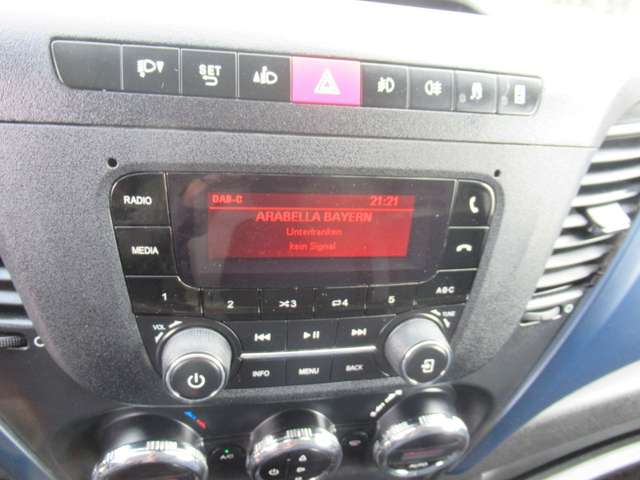 SET
RADIO
MEDIA
DAB-C 21:21
ARABELLA BAYERN
Unterfranken
kein Signal
1 2 3 4 5 A-B-C
VOL TUNE
INFO MENU BACK
A/C
AUTO